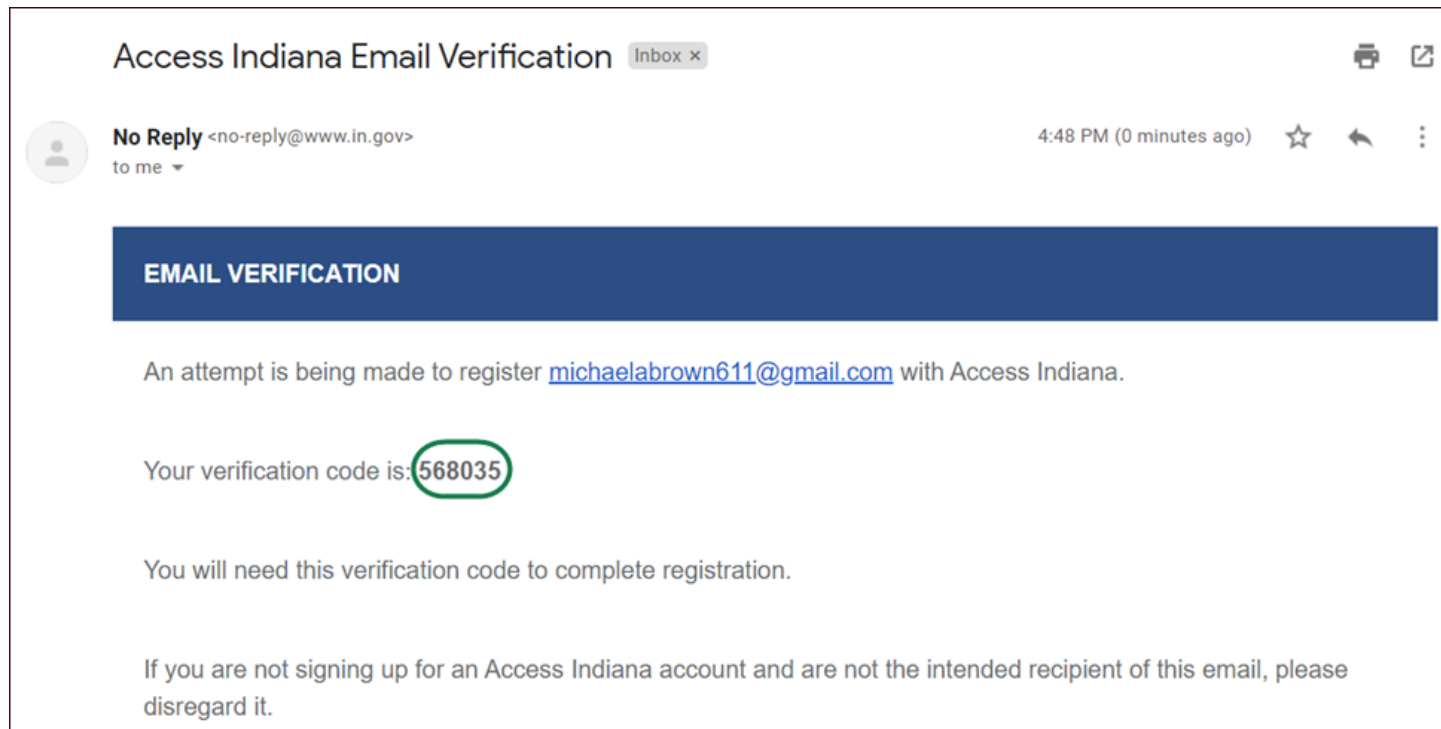 Access Indiana Email Verification Inbox ×
No Reply <no-reply@www.in.gov> 4:48 PM (0 minutes ago)
to me
EMAIL VERIFICATION
An attempt is being made to register michaelabrown611@gmail.com with Access Indiana.
Your verification code is: 568035
You will need this verification code to complete registration.
If you are not signing up for an Access Indiana account and are not the intended recipient of this email, please
disregard it.